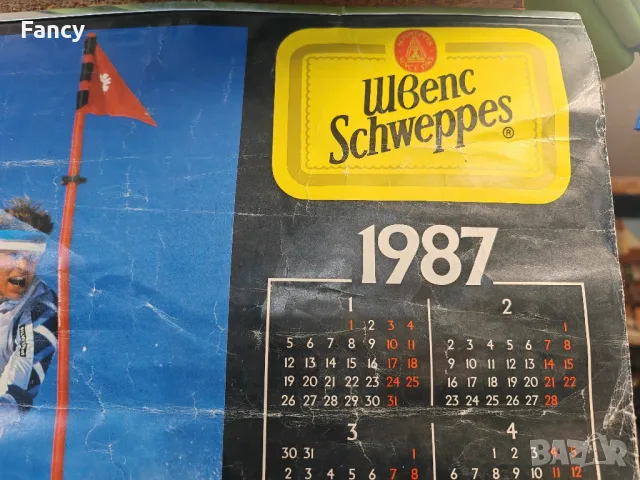 Fancy
Швепс
Schweppes ®
1987
1
1 2 3 4
5 6 7 8 9 10 11
12 13 14 15 16 17 18
19 20 21 22 23 24 25
26 27 28 29 30 31
2
1
2 3 4 5 6 7 8
9 10 11 12 13 14 15
16 17 18 19 20 21 22
23 24 25 26 27 28
3
30 31 1
2 3 4 5 6 7 8
4
1 2 3 4 5
6 7 8 9 10 11 12
BAZAR